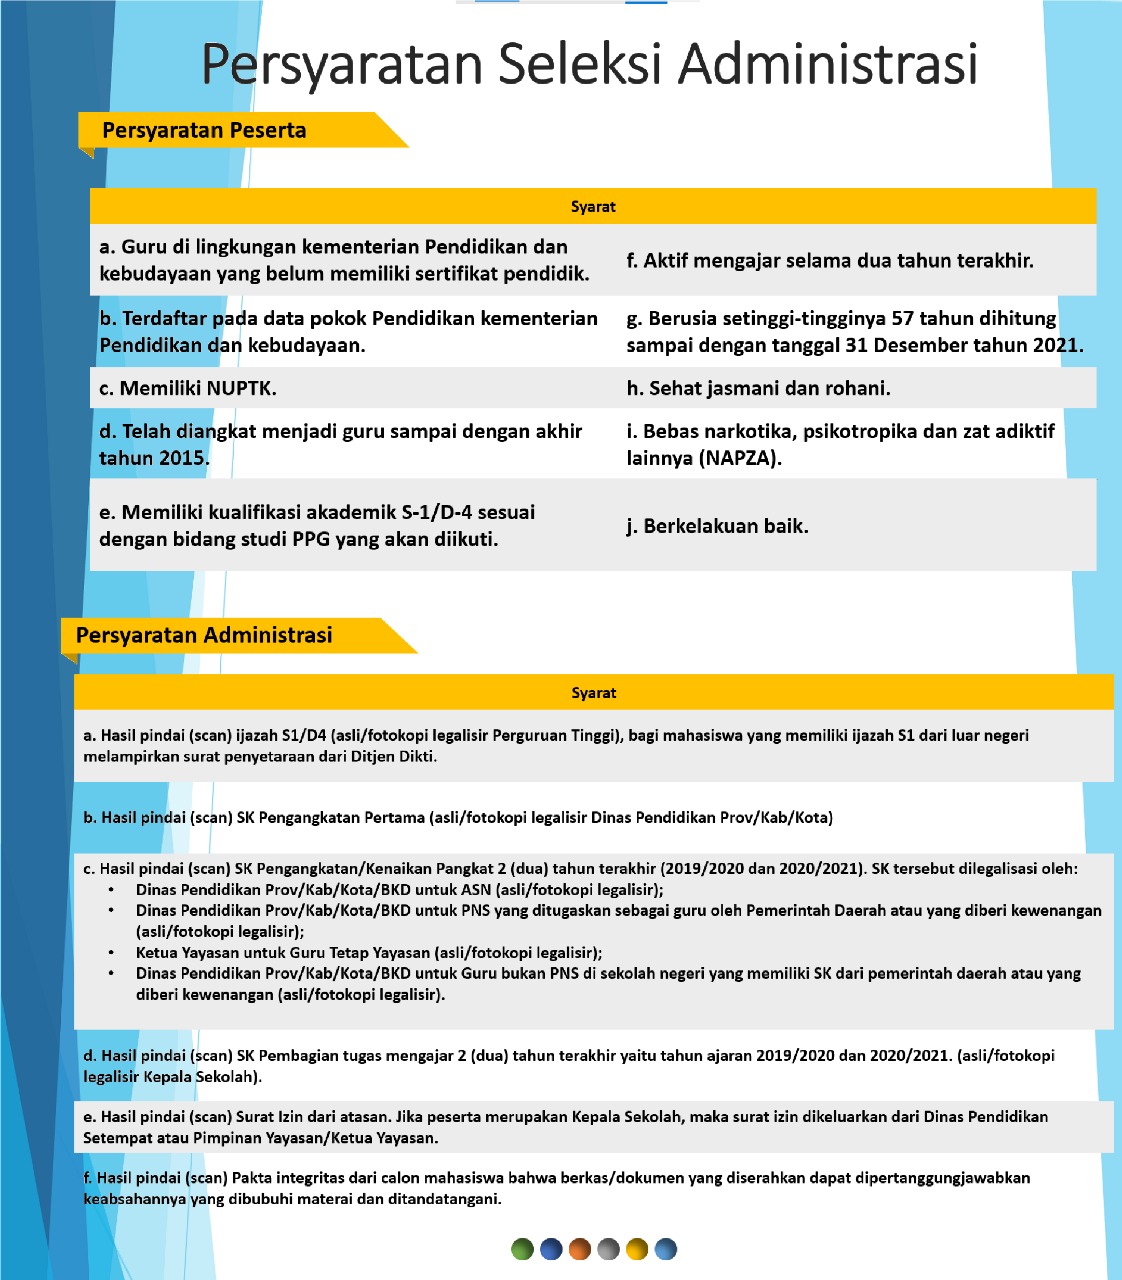 Persyaratan Seleksi Administrasi
Persyaratan Peserta
Syarat
a. Guru di lingkungan kementerian Pendidikan dan
kebudayaan yang belum memiliki sertifikat pendidik.
f. Aktif mengajar selama dua tahun terakhir.
b. Terdaftar pada data pokok Pendidikan kementerian
Pendidikan dan kebudayaan.
g. Berusia setinggi-tingginya 57 tahun dihitung
sampai dengan tanggal 31 Desember tahun 2021.
c. Memiliki NUPTK.
h. Sehat jasmani dan rohani.
d. Telah diangkat menjadi guru sampai dengan akhir
tahun 2015.
i. Bebas narkotika, psikotropika dan zat adiktif
lainnya (NAPZA).
e. Memiliki kualifikasi akademik S-1/D-4 sesuai
dengan bidang studi PPG yang akan diikuti.
j. Berkelakuan baik.
Persyaratan Administrasi
Syarat
a. Hasil pindai (scan) ijazah S1/D4 (asli/fotokopi legalisir Perguruan Tinggi), bagi mahasiswa yang memiliki ijazah S1 dari luar negeri
melampirkan surat penyetaraan dari Ditjen Dikti.
b. Hasil pindai (scan) SK Pengangkatan Pertama (asli/fotokopi legalisir Dinas Pendidikan Prov/Kab/Kota)
c. Hasil pindai (scan) SK Pengangkatan/Kenaikan Pangkat 2 (dua) tahun terakhir (2019/2020 dan 2020/2021). SK tersebut dilegalisasi oleh:
• Dinas Pendidikan Prov/Kab/Kota/BKD untuk ASN (asli/fotokopi legalisir);
• Dinas Pendidikan Prov/Kab/Kota/BKD untuk PNS yang ditugaskan sebagai guru oleh Pemerintah Daerah atau yang diberi kewenangan
(asli/fotokopi legalisir);
• Ketua Yayasan untuk Guru Tetap Yayasan (asli/fotokopi legalisir);
• Dinas Pendidikan Prov/Kab/Kota/BKD untuk Guru bukan PNS di sekolah negeri yang memiliki SK dari pemerintah daerah atau yang
diberi kewenangan (asli/fotokopi legalisir).
d. Hasil pindai (scan) SK Pembagian tugas mengajar 2 (dua) tahun terakhir yaitu tahun ajaran 2019/2020 dan 2020/2021. (asli/fotokopi
legalisir Kepala Sekolah).
e. Hasil pindai (scan) Surat Izin dari atasan. Jika peserta merupakan Kepala Sekolah, maka surat izin dikeluarkan dari Dinas Pendidikan
Setempat atau Pimpinan Yayasan/Ketua Yayasan.
f. Hasil pindai (scan) Pakta integritas dari calon mahasiswa bahwa berkas/dokumen yang diserahkan dapat dipertanggungjawabkan
keabsahannya yang dibubuhi materai dan ditandatangani.